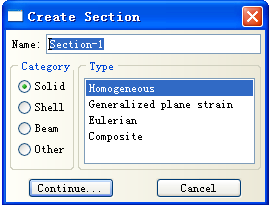 Create Section
Name: Section-1
Category Type
Solid Homogeneous
Shell Generalized plane strain
Beam Eulerian
Other Composite
Continue... Cancel